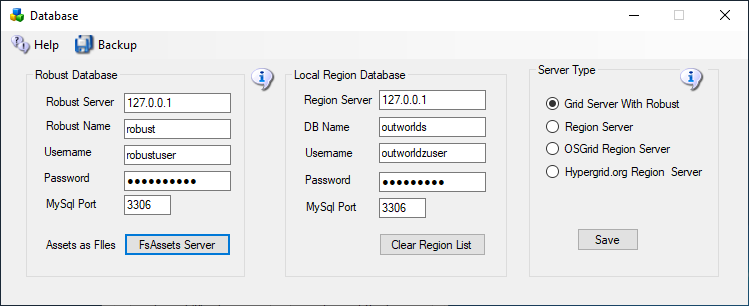 Database
Help Backup
Robust Database
Robust Server 127.0.0.1
Robust Name robust
Username robustuser
Password ●●●●●●●●●●
MySql Port 3306
Assets as FIles FsAssets Server
Local Region Database
Region Server 127.0.0.1
DB Name outworlds
Username outworldzuser
Password ●●●●●●●●●●
MySql Port 3306
Clear Region List
Server Type
Grid Server With Robust
Region Server
OSGrid Region Server
Hypergrid.org Region Server
Save